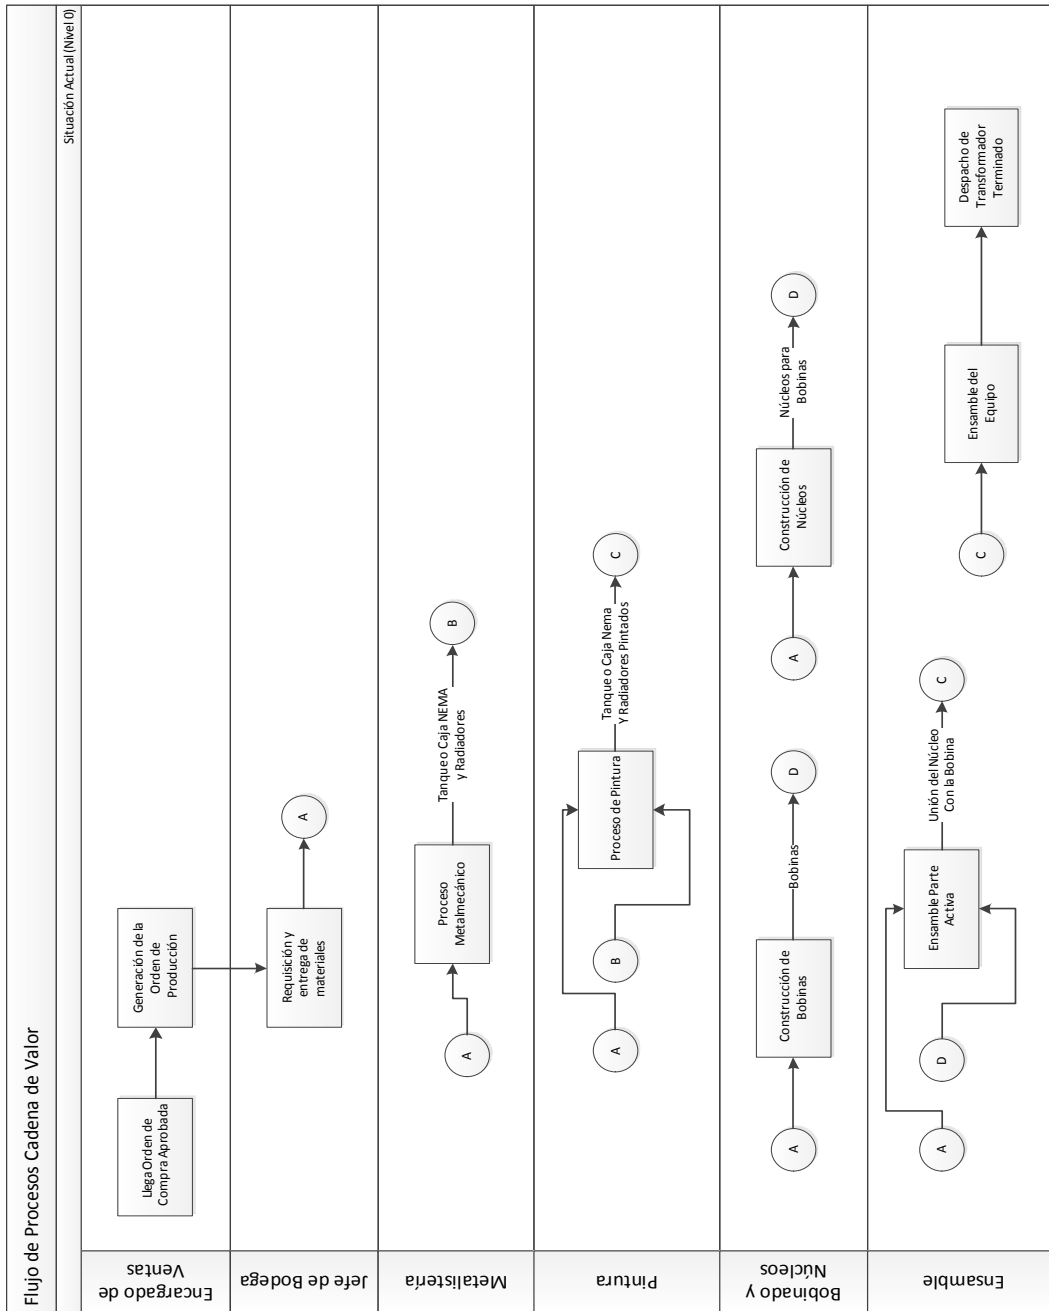 Flujo de Procesos Cadena de Valor
Situación Actual (Nivel 0)
Encargado de
Ventas
Llega Orden de
Compra Aprobada
Generación de la
Orden de
Producción
Jefe de Bodega
Requisición y
entrega de
materiales
A
Metalistería
A
Proceso
Metalmecánico
Tanque o Caja NEMA
y Radiadores
B
Pintura
A
B
Proceso de Pintura
Tanque o Caja Nema
Y Radiadores Pintados
C
Bobinado y
Núcleos
A
Construcción de
Bobinas
Bobinas
D
A
Construcción de
Núcleos
Núcleos para
Bobinas
D
Ensamble
A
D
Ensamble Parte
Activa
Unión del Núcleo
Con la Bobina
C
C
Ensamble del
Equipo
Despacho de
Transformador
Terminado